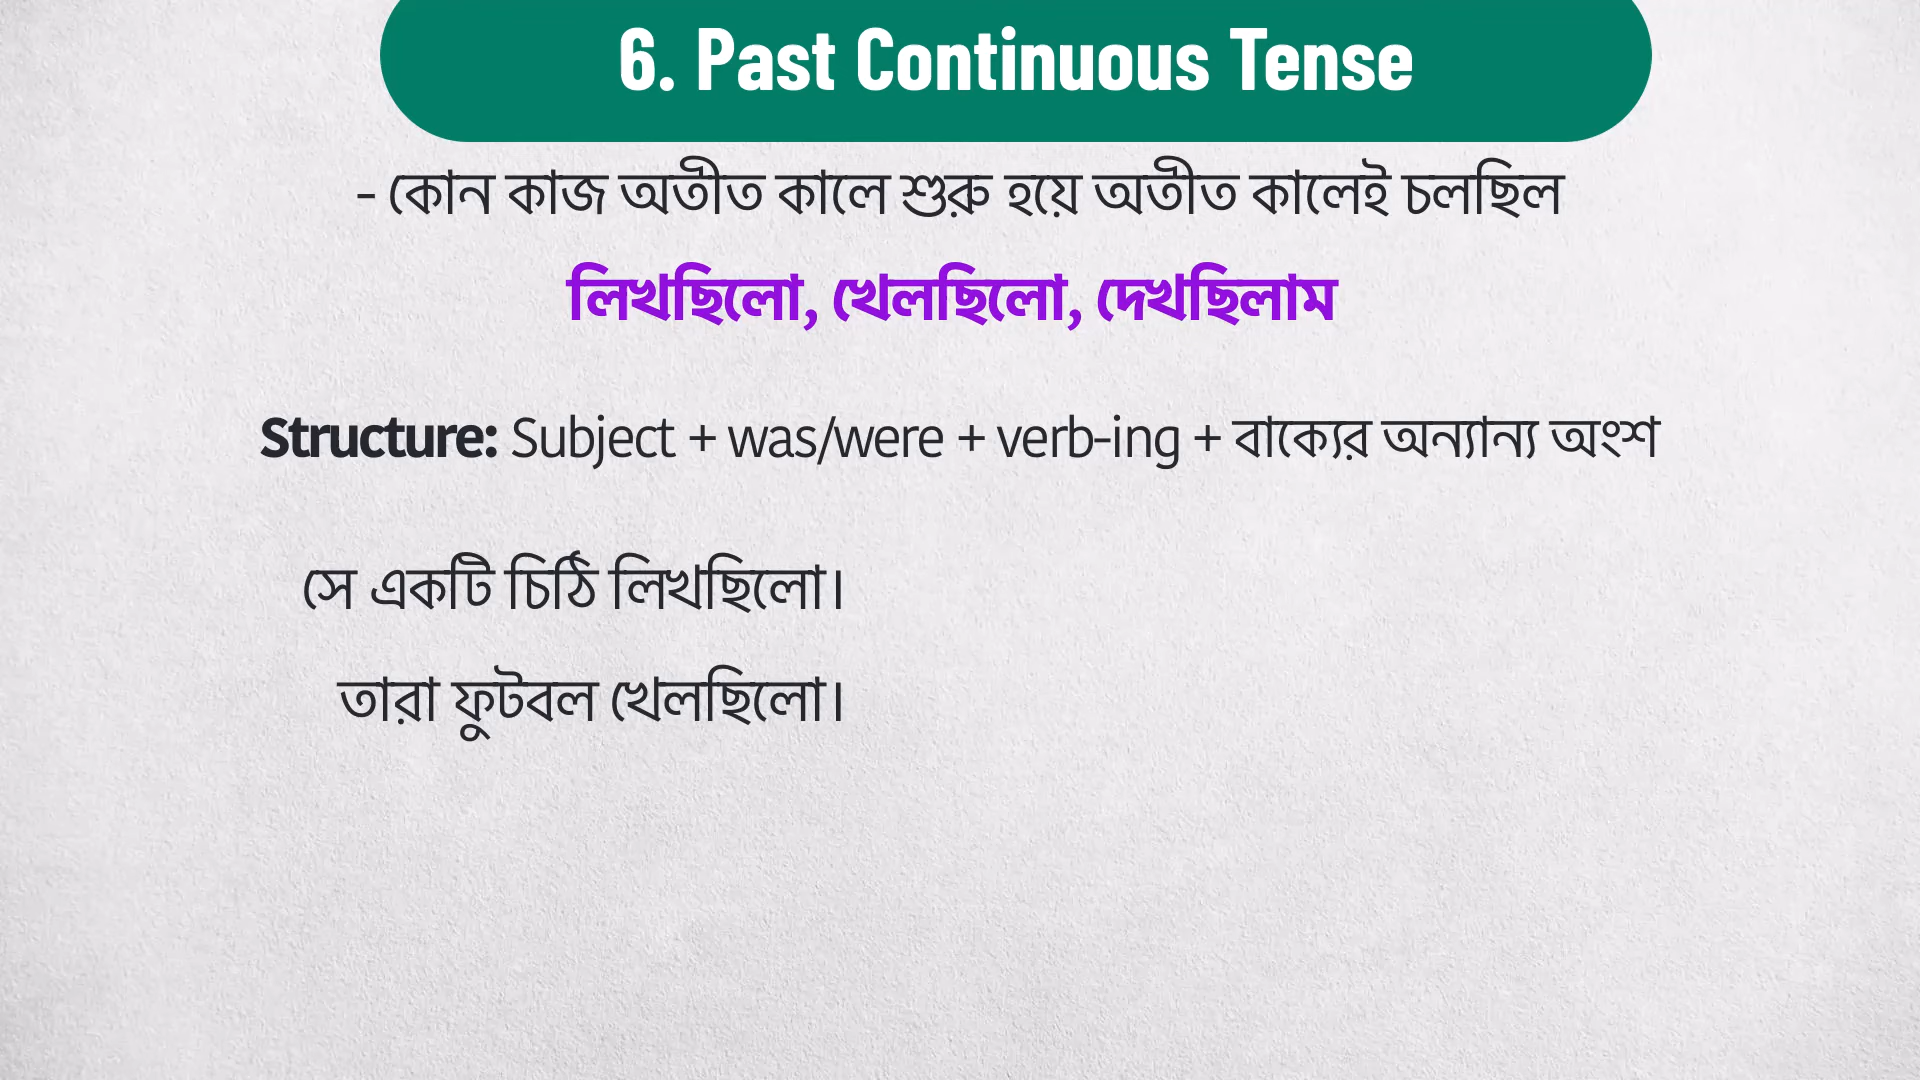 6. Past Continuous Tense
- কোন কাজ অতীত কালে শুরু হয়ে অতীত কালেই চলছিল
লিখছিলো, খেলছিলো, দেখছিলাম
Structure: Subject + was/were + verb-ing + বাক্যের অন্যান্য অংশ
সে একটি চিঠি লিখছিলো।
তারা ফুটবল খেলছিলো।